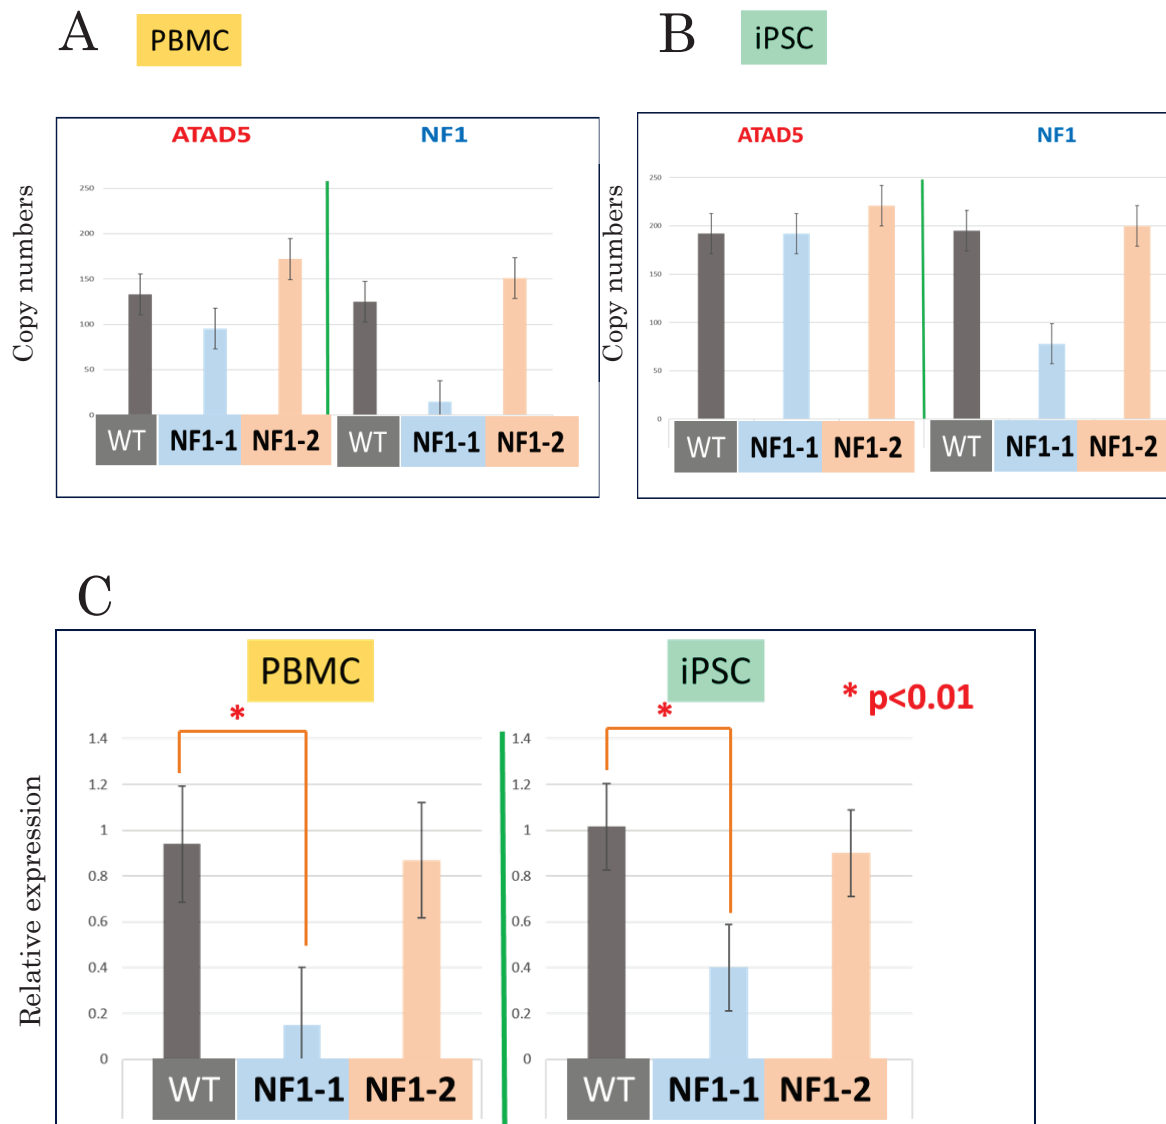 A PBMC
ATAD5 NF1
Copy numbers
250
200
150
100
50
0
WT NF1-1 NF1-2 WT NF1-1 NF1-2
B iPSC
ATAD5 NF1
Copy numbers
250
200
150
100
50
0
WT NF1-1 NF1-2 WT NF1-1 NF1-2
C
PBMC iPSC
* p<0.01
* *
Relative expression
1.4 1.4
1.2 1.2
1 1
0.8 0.8
0.6 0.6
0.4 0.4
0.2 0.2
0 0
WT NF1-1 NF1-2 WT NF1-1 NF1-2